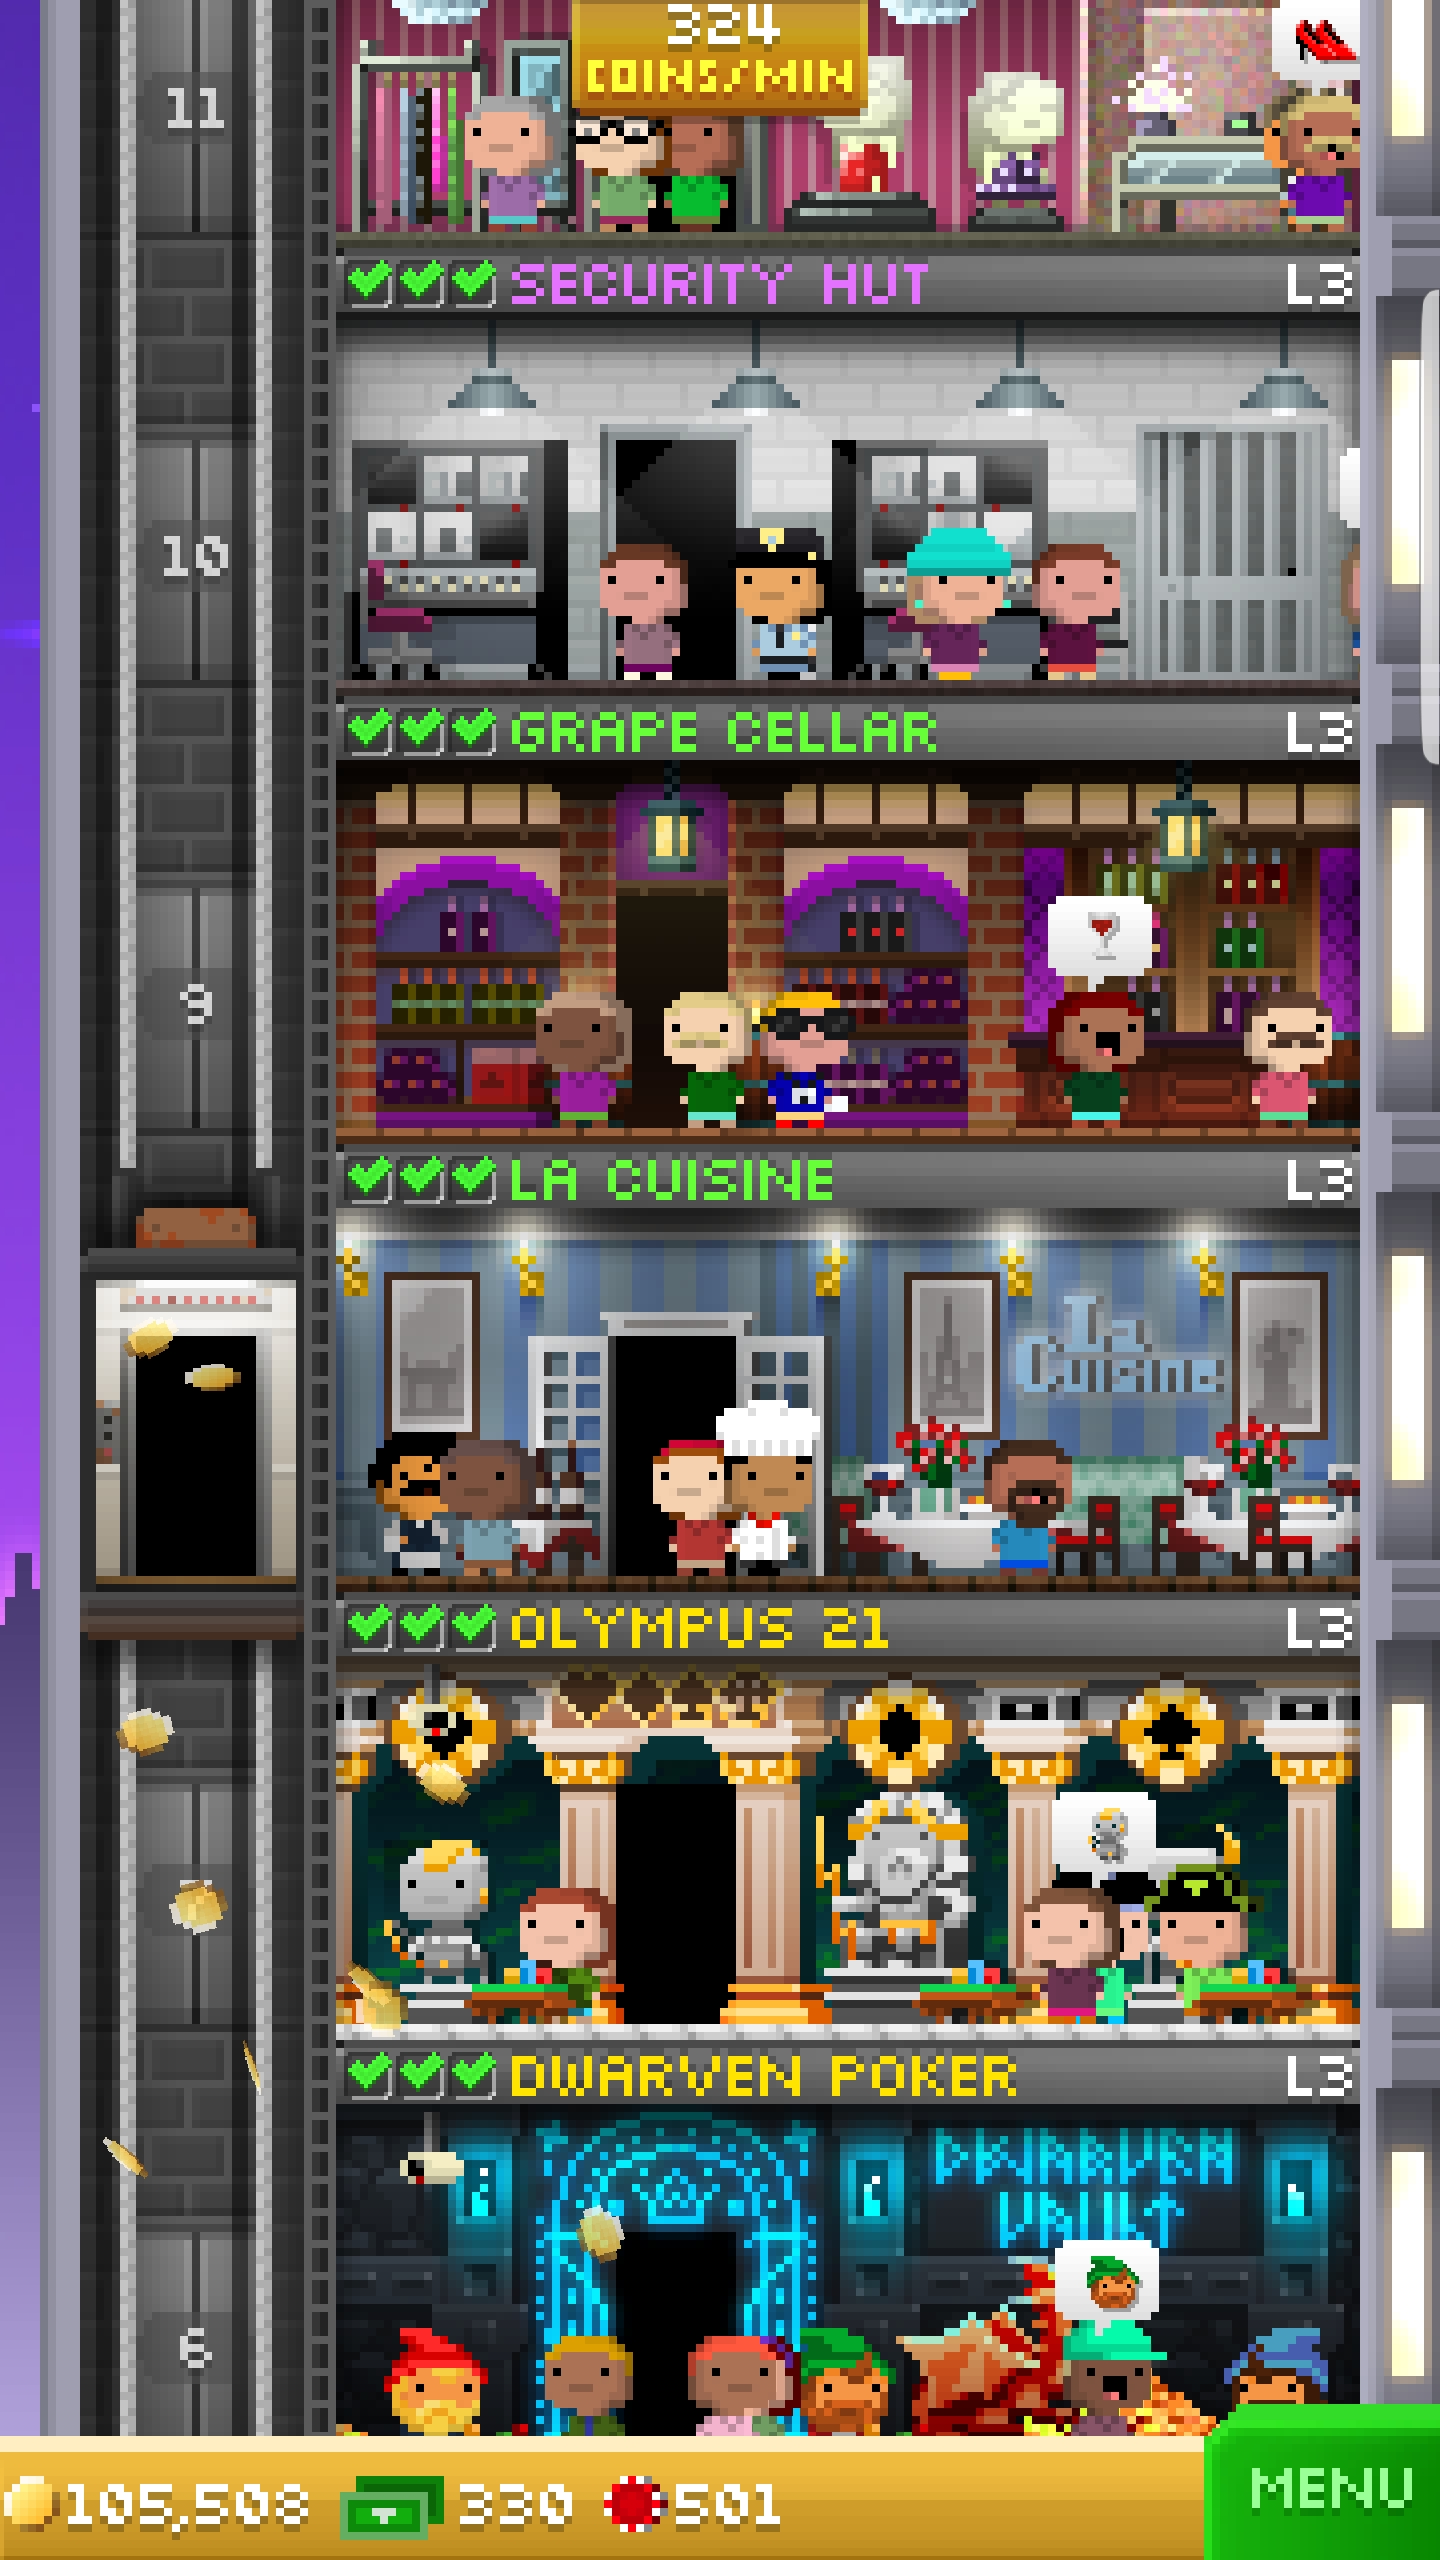 324
COINS/MIN
11
SECURITY HUT L3
10
GRAPE CELLAR L3
9
LA CUISINE L3
La
Cuisine
OLYMPUS 21 L3
DWARVEN POKER L3
DWARVEN
VAULT
6
105,508 330 501
MENU